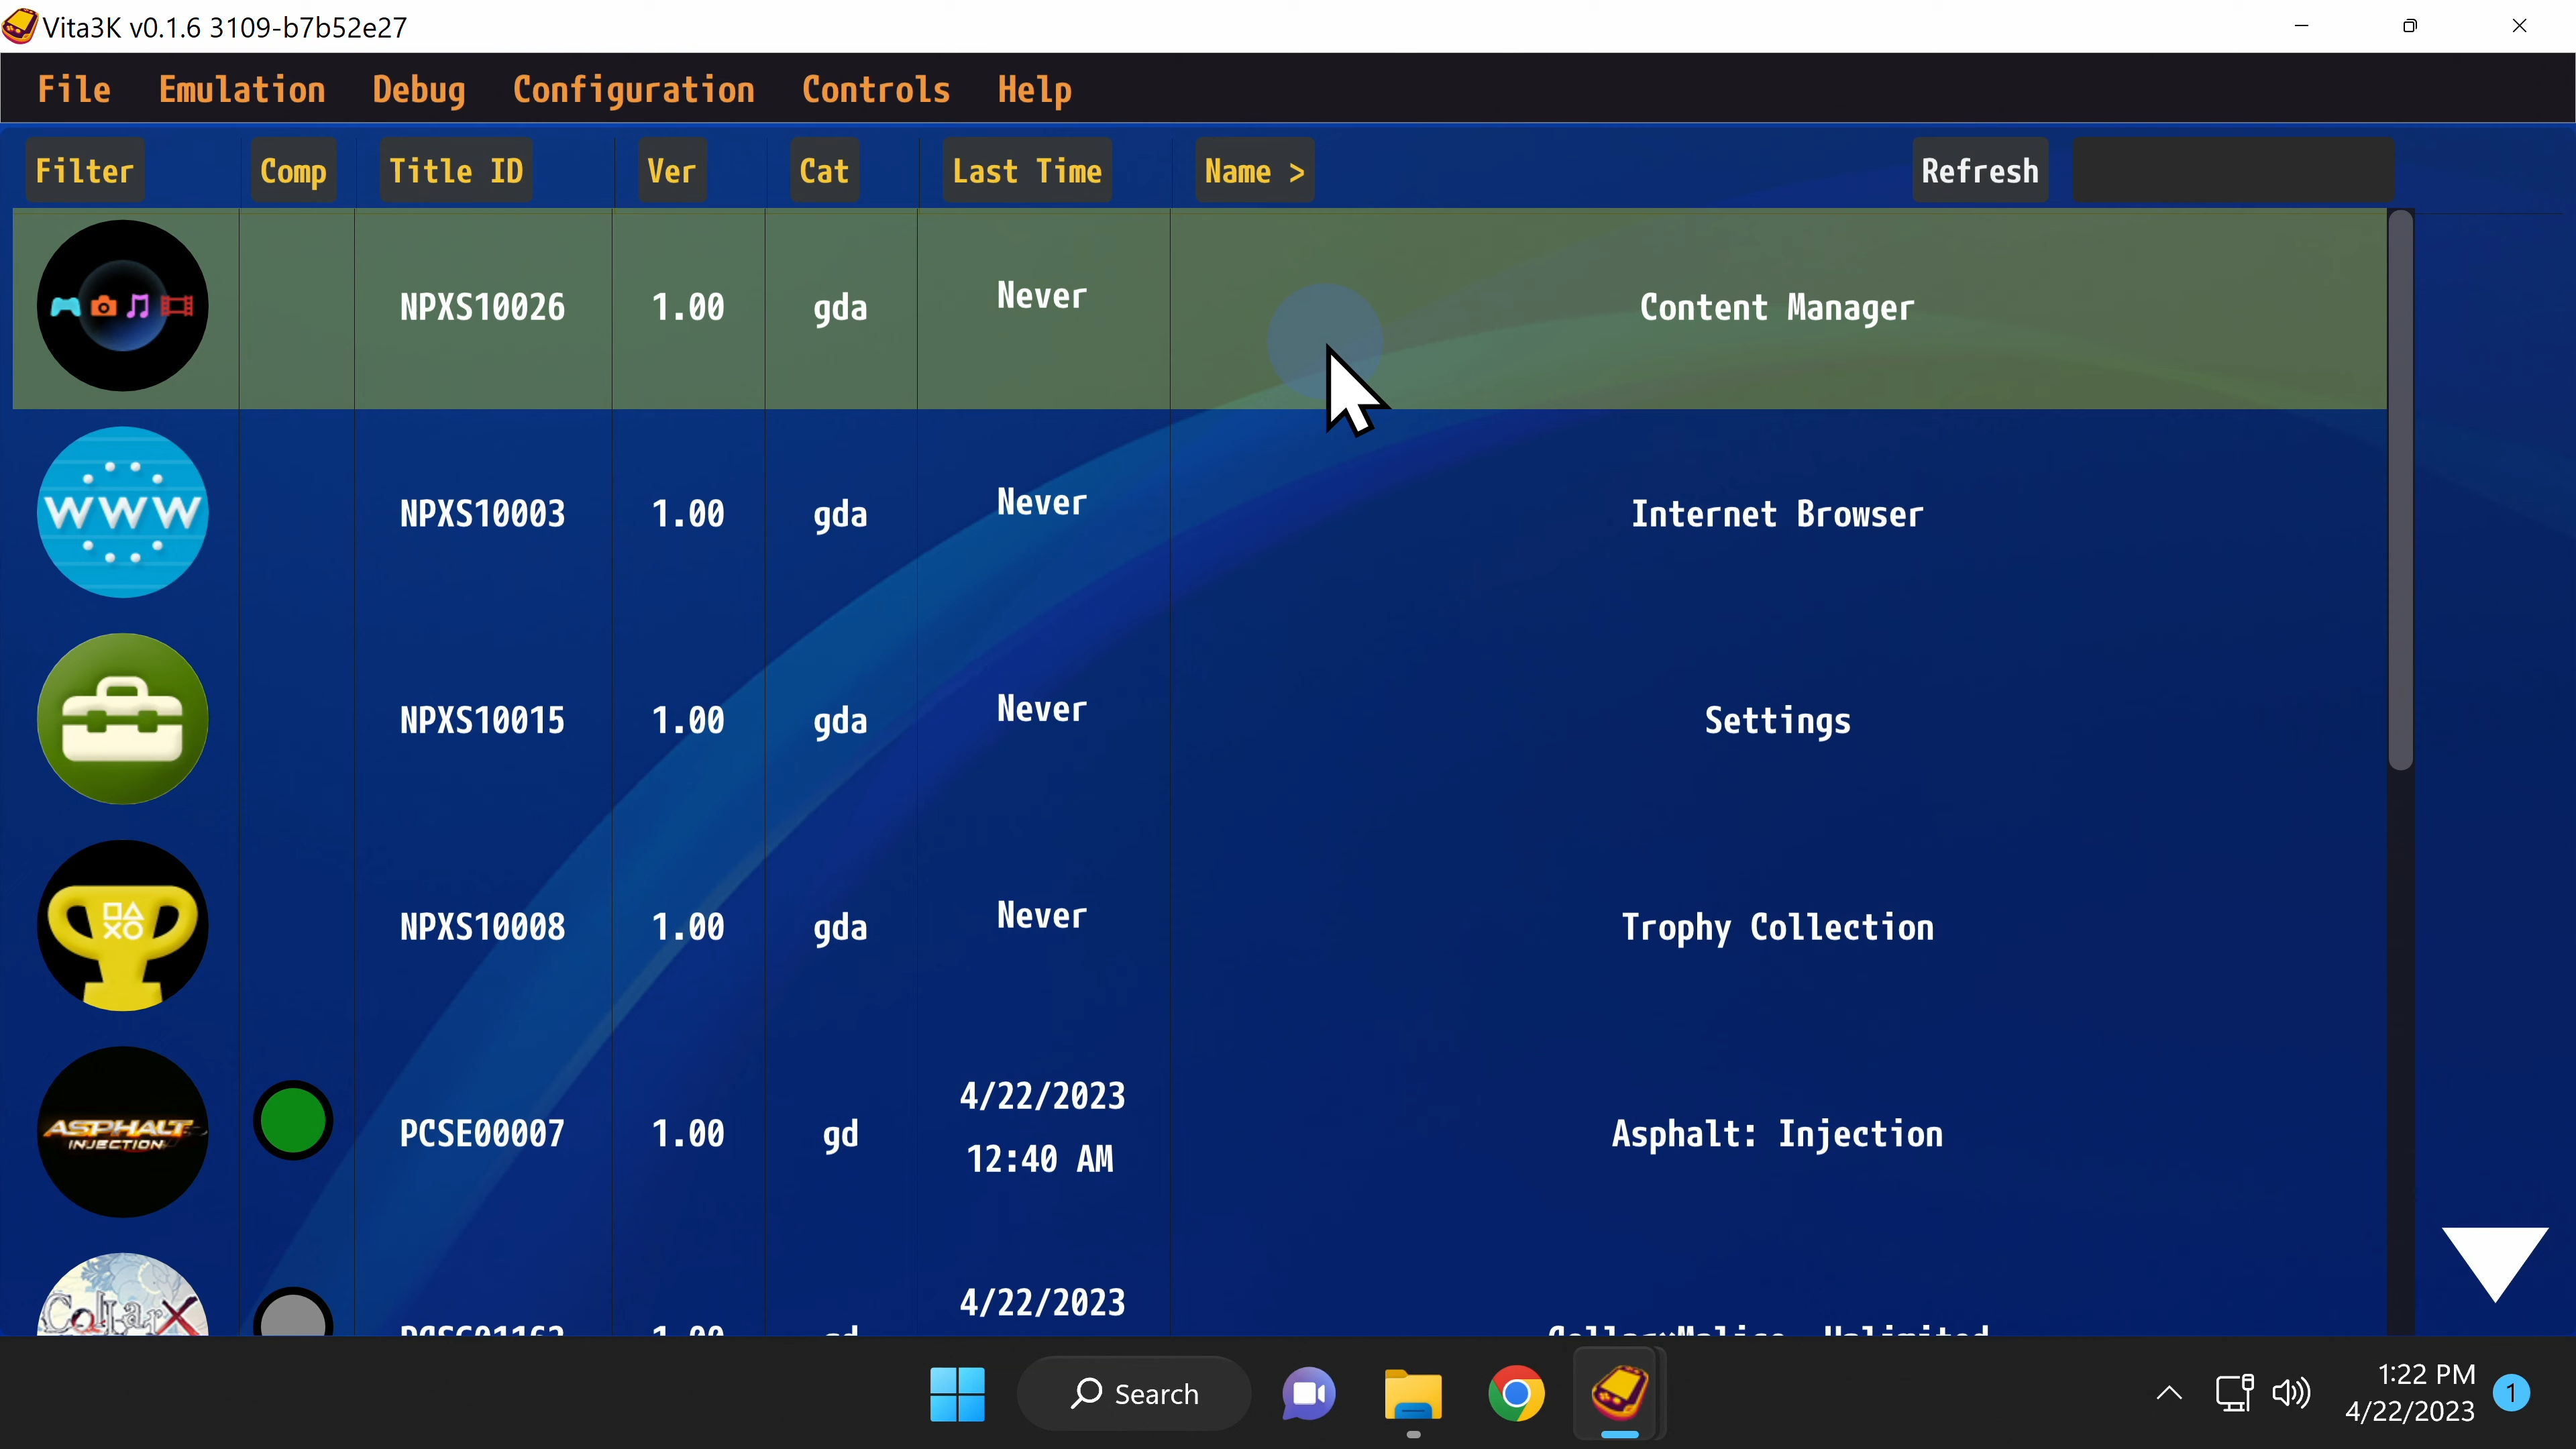 Vita3K v0.1.6 3109-b7b52e27
File Emulation Debug Configuration Controls Help
Filter Comp Title ID Ver Cat Last Time Name > Refresh
NPXS10026 1.00 gda Never Content Manager
WWW NPXS10003 1.00 gda Never Internet Browser
NPXS10015 1.00 gda Never Settings
NPXS10008 1.00 gda Never Trophy Collection
4/22/2023
ASPHALT PCSE00007 1.00 gd Asphalt: Injection
INJECTION
12:40 AM
4/22/2023
CollarX
Search
1:22 PM
4/22/2023
1